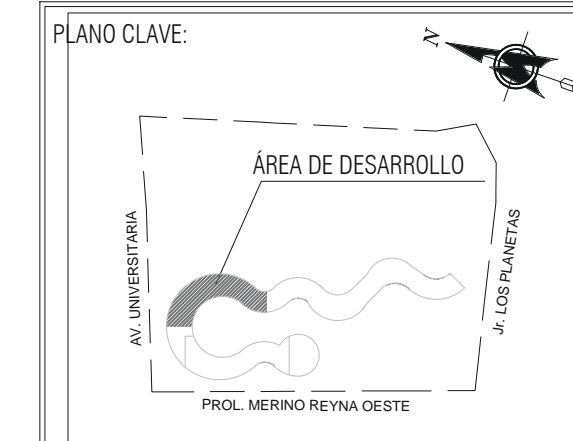 PLANO CLAVE:
N
ÁREA DE DESARROLLO
AV. UNIVERSITARIA
Jr. LOS PLANETAS
PROL. MERINO REYNA OESTE